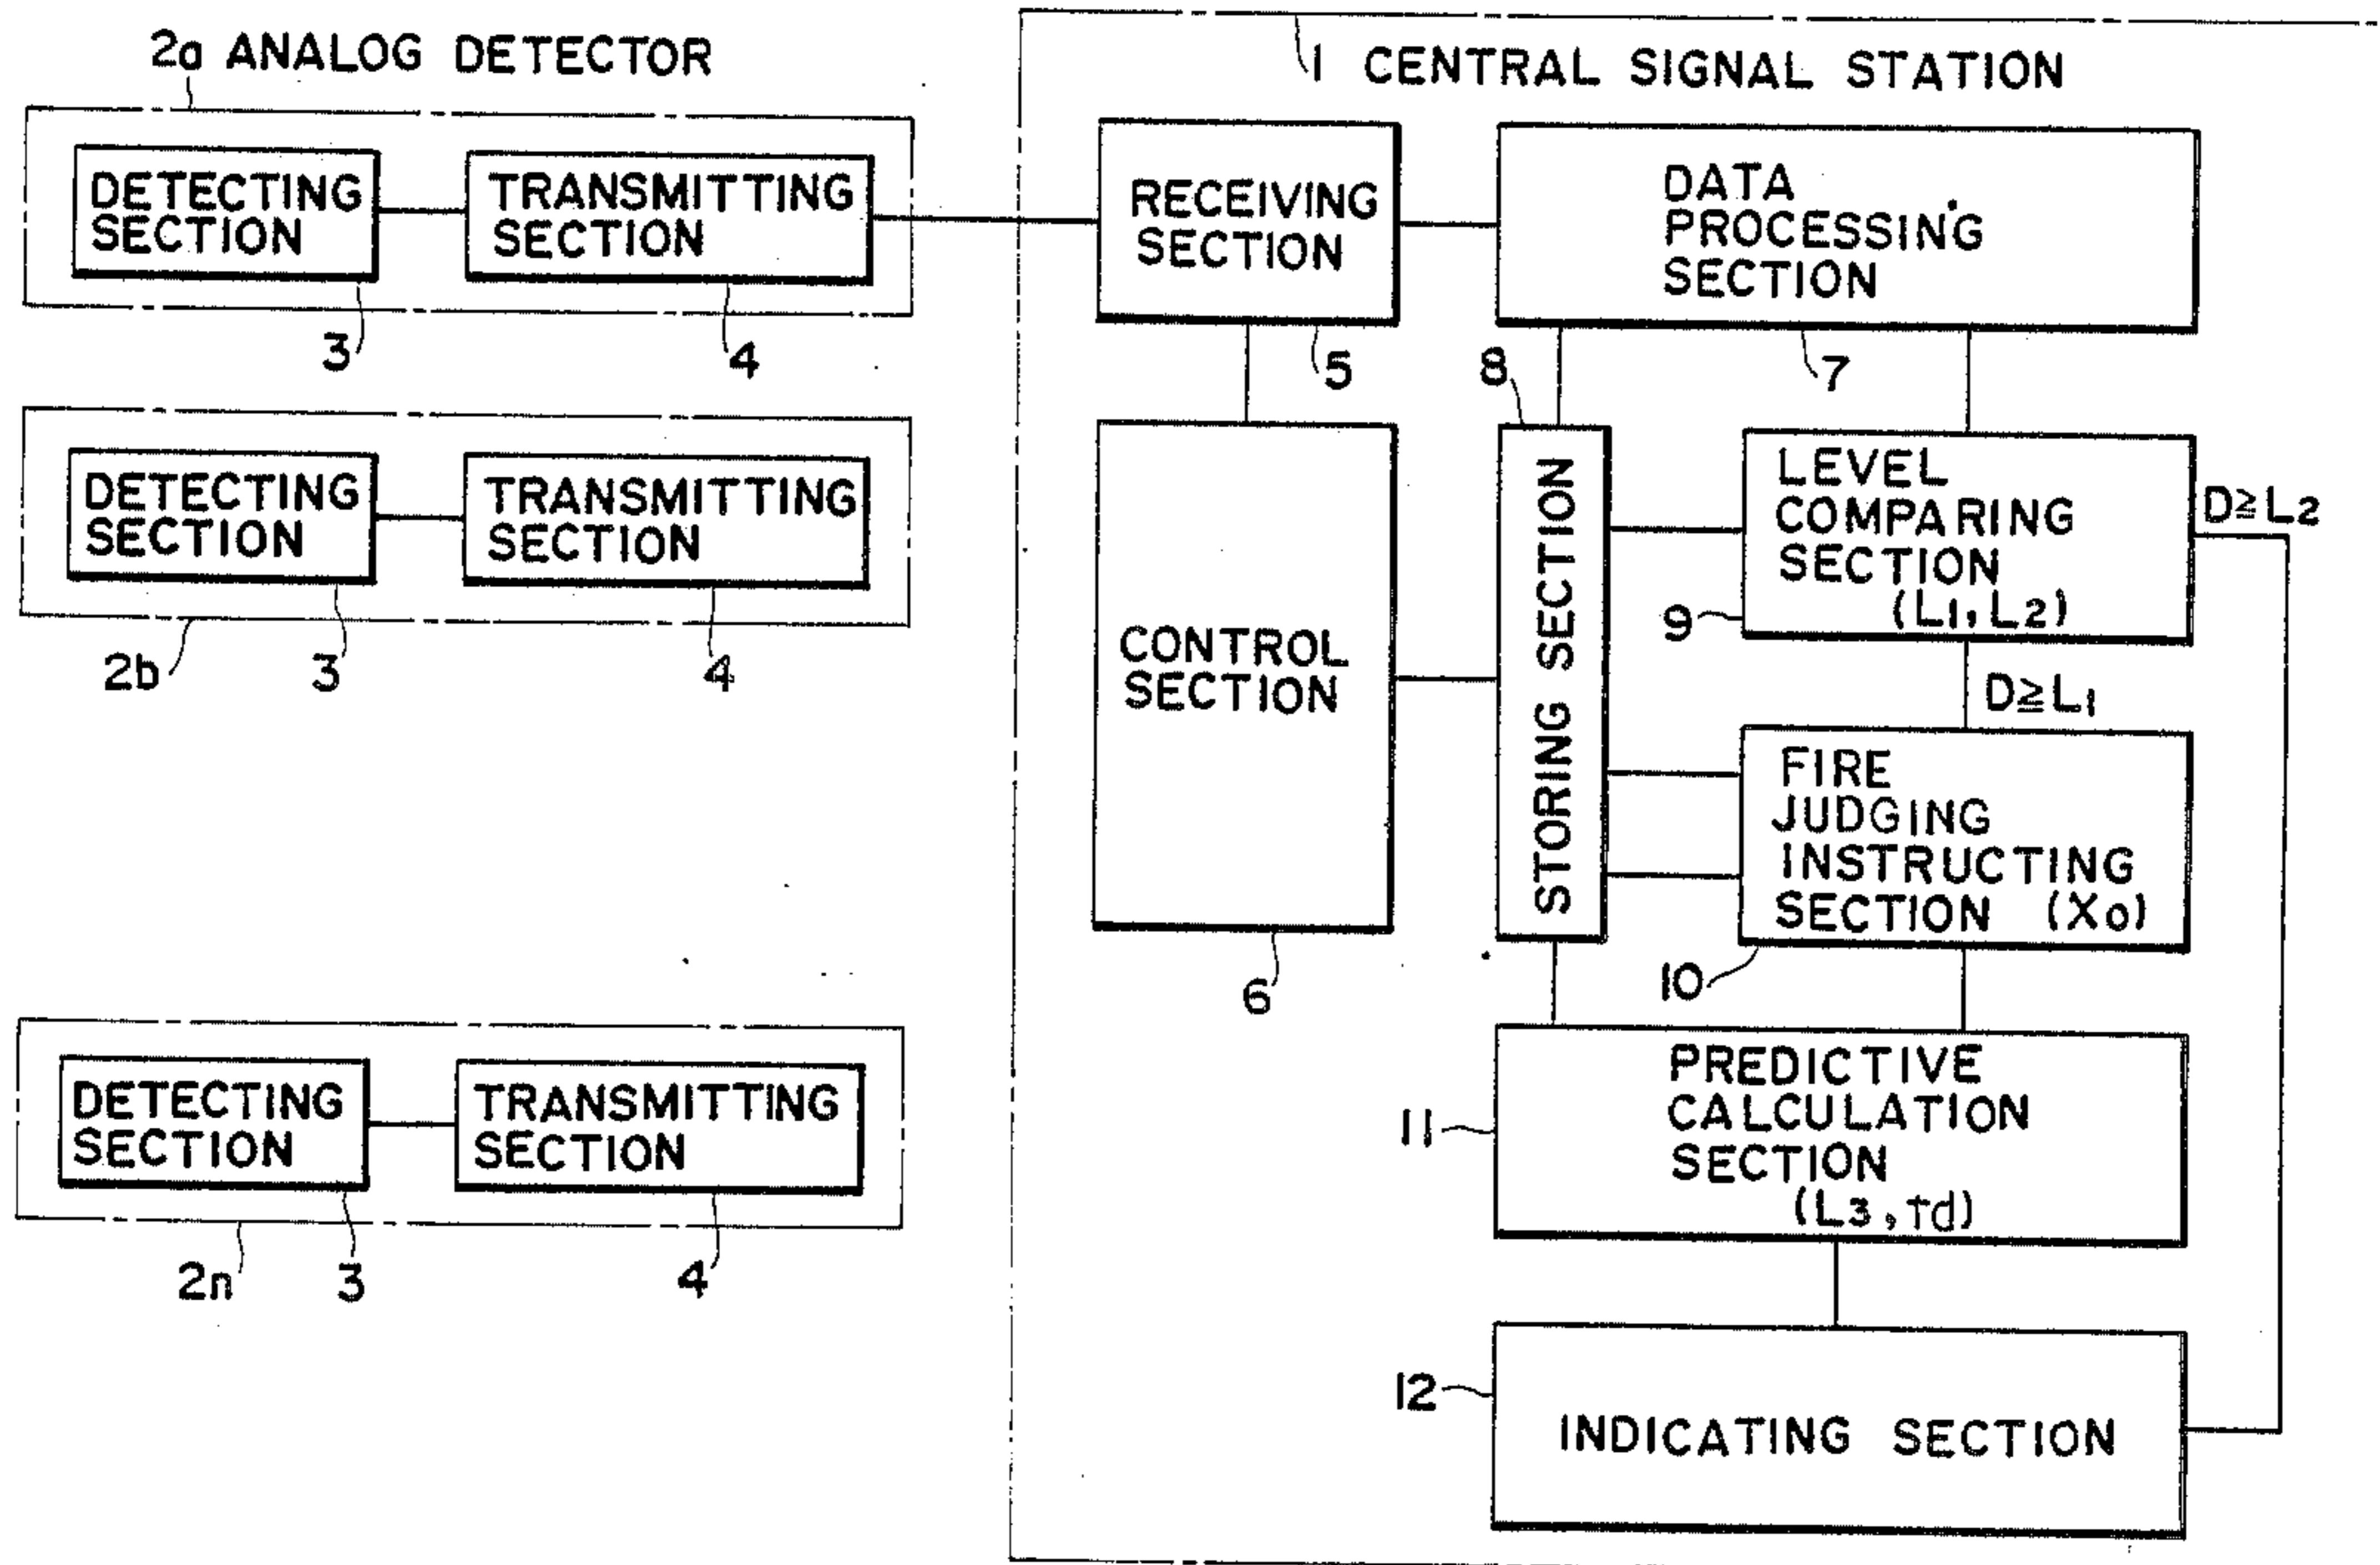 2a ANALOG DETECTOR
DETECTING
SECTION
TRANSMITTING
SECTION
3
4
DETECTING
SECTION
TRANSMITTING
SECTION
2b
3
4
DETECTING
SECTION
TRANSMITTING
SECTION
2n
3
4
1 CENTRAL SIGNAL STATION
RECEIVING
SECTION
5
DATA
PROCESSING
SECTION
7
8
CONTROL
SECTION
6
STORING SECTION
LEVEL
COMPARING
SECTION
(L1, L2)
9
D≧L2
D≧L1
FIRE
JUDGING
INSTRUCTING
SECTION (Xo)
10
PREDICTIVE
CALCULATION
SECTION
(L3, td)
11
12
INDICATING SECTION